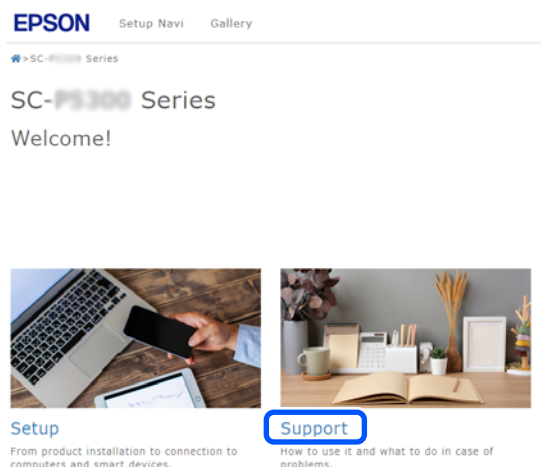 EPSON Setup Navi Gallery
>SC- Series
SC- Series
Welcome!
Setup
From product installation to connection to
computers and smart devices.
Support
How to use it and what to do in case of
problems.